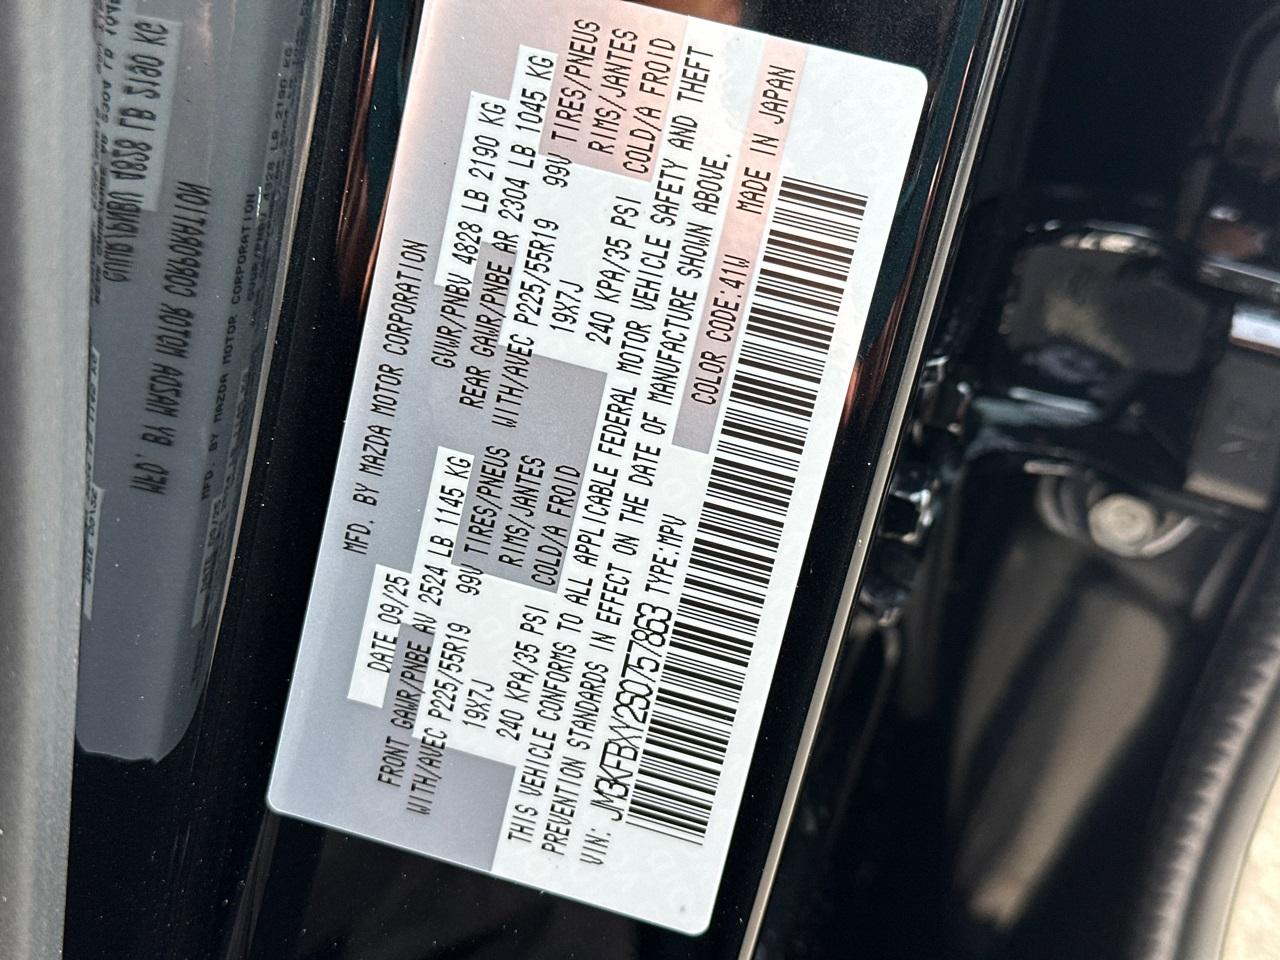 MFD. BY MAZDA MOTOR CORPORATION
DATE 09/25 GVWR/PNBV 4828 LB 2190 KG
FRONT GAWR/PNBE AV 2524 LB 1145 KG REAR GAWR/PNBE AR 2304 LB 1045 KG
WITH/AVEC P225/55R19 99V TIRES/PNEUS WITH/AVEC P225/55R19 99V TIRES/PNEUS
19X7J RIMS/JANTES 19X7J RIMS/JANTES
240 KPA/35 PSI COLD/A FROID 240 KPA/35 PSI COLD/A FROID
THIS VEHICLE CONFORMS TO ALL APPLICABLE FEDERAL MOTOR VEHICLE SAFETY AND THEFT
PREVENTION STANDARDS IN EFFECT ON THE DATE OF MANUFACTURE SHOWN ABOVE.
VIN: JM3KFBXY2S0757863 TYPE:MPV COLOR CODE:41W MADE IN JAPAN